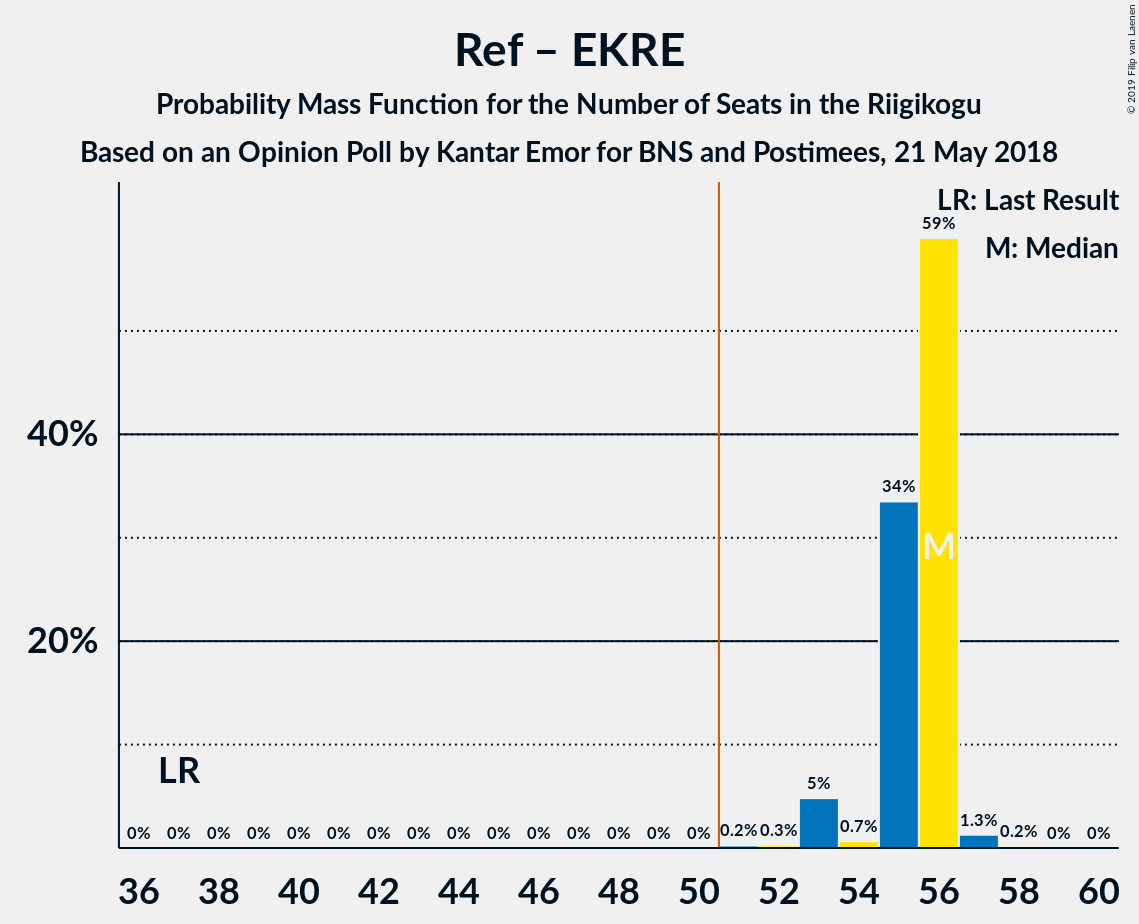 Ref – EKRE
Probability Mass Function for the Number of Seats in the Riigikogu
Based on an Opinion Poll by Kantar Emor for BNS and Postimees, 21 May 2018
© 2019 Filip van Laenen
LR: Last Result
M: Median
59%
40%
34%
M
20%
LR
5%
0% 0% 0% 0% 0% 0% 0% 0% 0% 0% 0% 0% 0% 0% 0% 0.2% 0.3% 0.7% 1.3% 0.2% 0% 0%
36 38 40 42 44 46 48 50 52 54 56 58 60